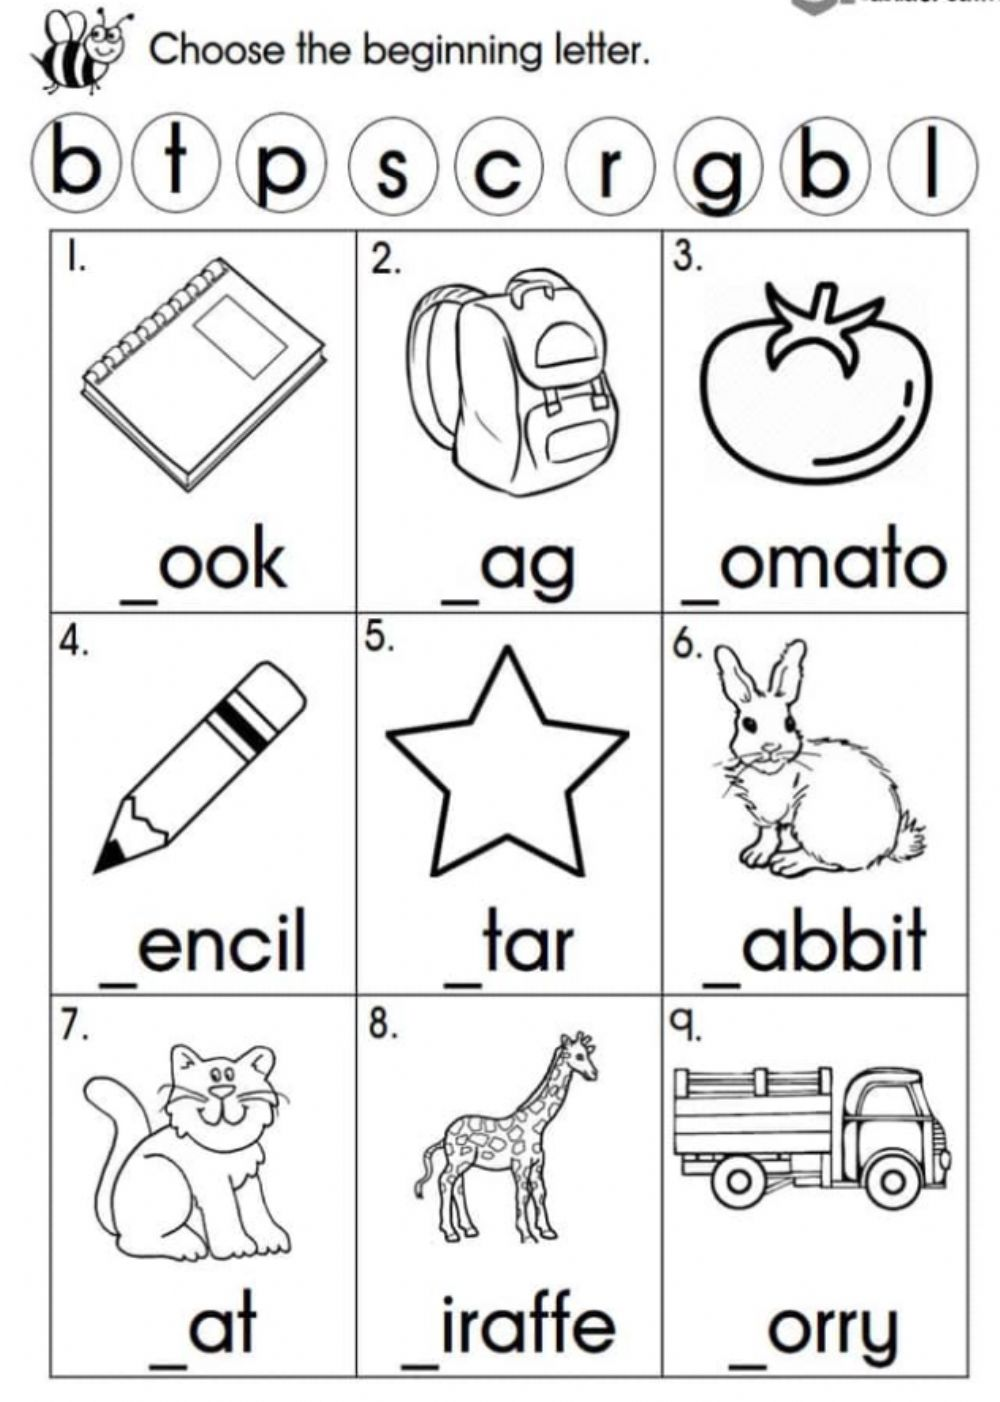 Choose the beginning letter.
b t p s c r g b l
1. 2. 3.
_ook _ag _omato
4. 5. 6.
_encil _tar _abbit
7. 8. 9.
_at _iraffe _orry